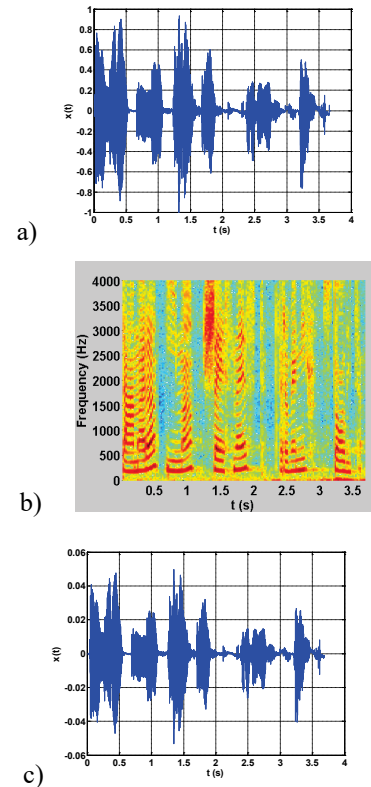 1
0.8
0.6
0.4
0.2
0
-0.2
-0.4
-0.6
-0.8
-1
x(t)
0 0.5 1 1.5 2 2.5 3 3.5 4
t (s)
a)
4000
3500
3000
2500
2000
1500
1000
500
0
Frequency (Hz)
0.5 1 1.5 2 2.5 3 3.5
t (s)
b)
0.06
0.04
0.02
0
-0.02
-0.04
-0.06
x(t)
0 0.5 1 1.5 2 2.5 3 3.5 4
t (s)
c)